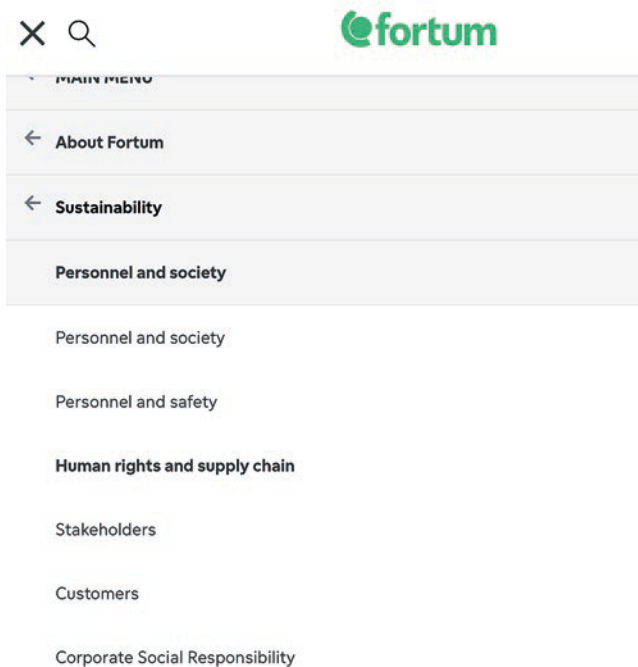 fortum
MAIN MENU
About Fortum
Sustainability
Personnel and society
Personnel and society
Personnel and safety
Human rights and supply chain
Stakeholders
Customers
Corporate Social Responsibility